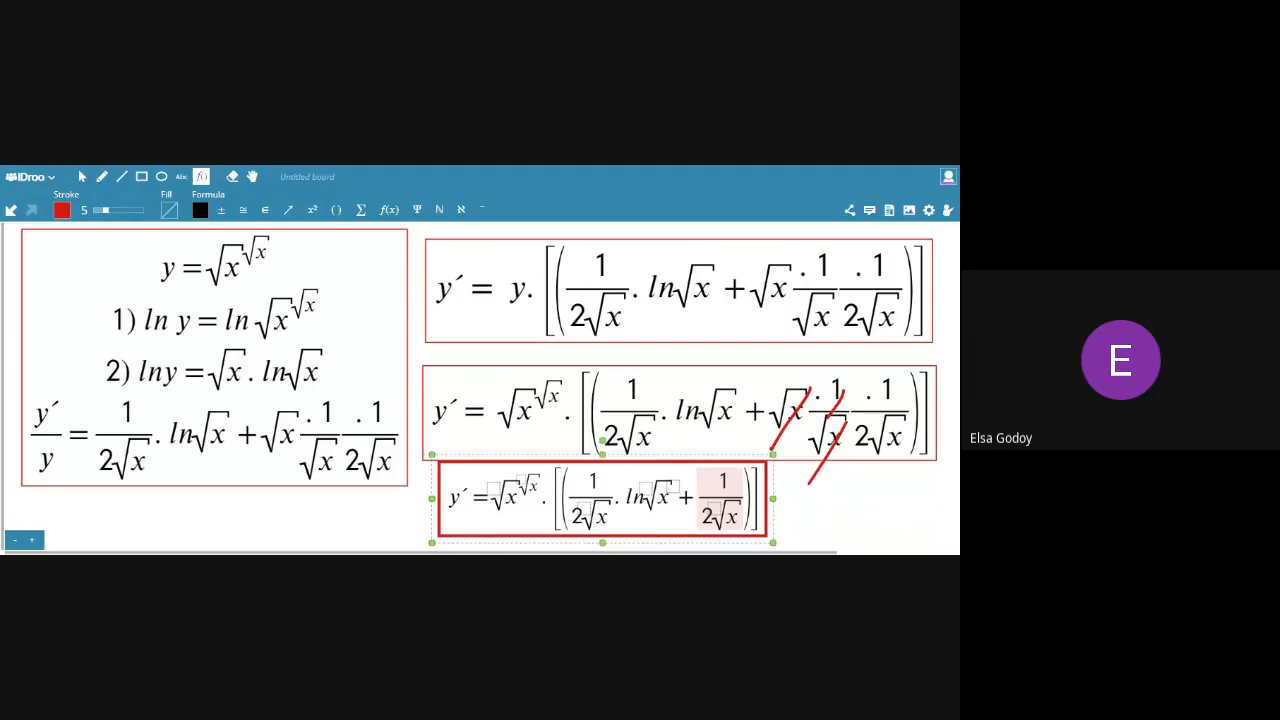 IDroo
Abc
f()
Untitled board
Stroke
Fill
Formula
5
± ≅ ∈ ↗ x² () Σ f(x) Ψ ℕ ℵ
y = √x^√x
1) ln y = ln √x^√x
2) lny = √x . ln√x
y´/y = 1/(2√x) . ln√x + √x .1/√x .1/(2√x)
y´ = y. [(1/(2√x) . ln√x + √x .1/√x .1/(2√x))]
y´ = √x^√x . [(1/(2√x) . ln√x + √x .1/√x .1/(2√x))]
y´ = √x^√x . [(1/(2√x) . ln√x + 1/(2√x))]
- +
E
Elsa Godoy